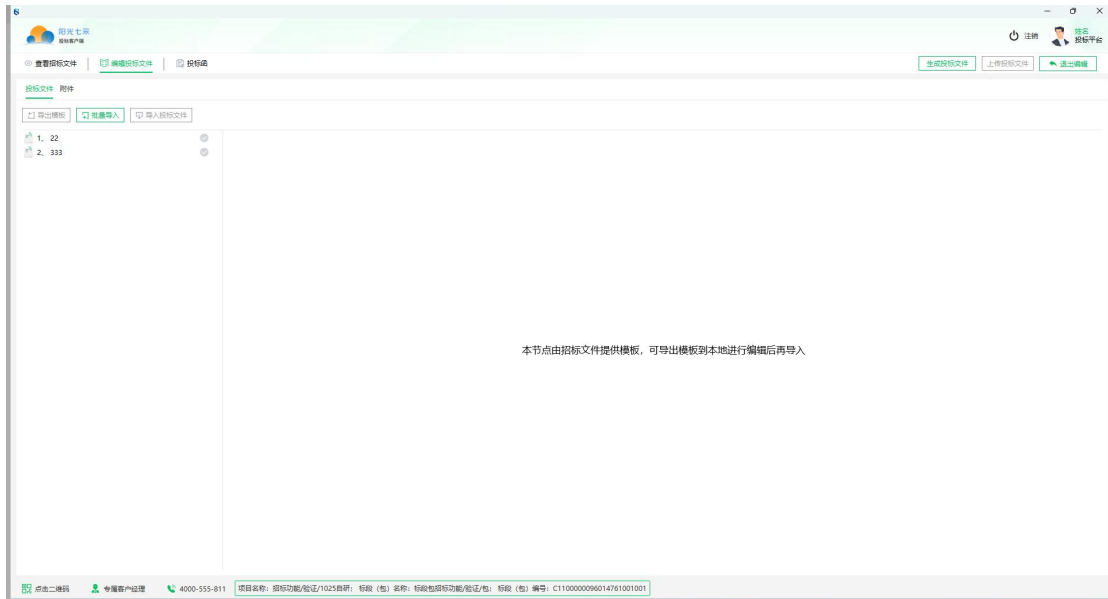 阳光七采
投标客户端
注销
姓名
投标平台
查看招标文件
编辑投标文件
投标函
生成投标文件
上传投标文件
退出编辑
投标文件 附件
导出模板
批量导入
导入投标文件
1、22
2、333
本节点由招标文件提供模板，可导出模板到本地进行编辑后再导入
点击二维码
专属客户经理
4000-555-811
项目名称：招标功能/验证/1025自研； 标段（包）名称：标段包招标功能/验证/包； 标段（包）编号：C1100000096014761001001